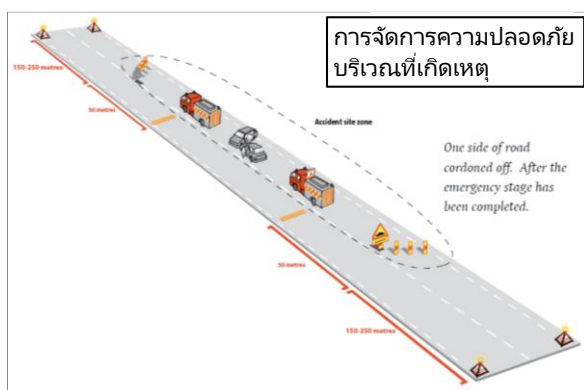 การจัดการความปลอดภัย
บริเวณที่เกิดเหตุ
150-250 metres
50 metres
Accident site zone
One side of road
cordoned off. After the
emergency stage has
been completed.
50 metres
150-250 metres